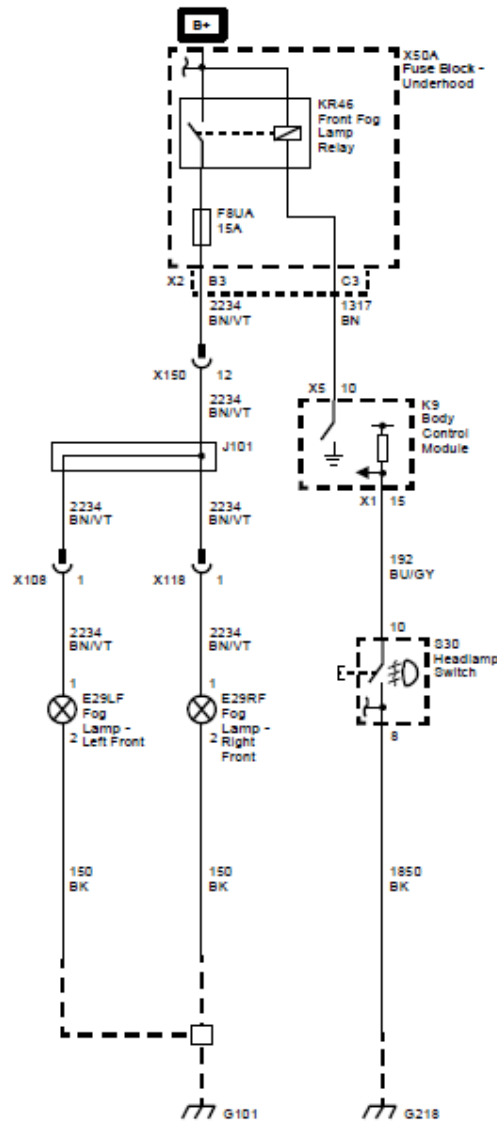 B+
X50A
Fuse Block -
Underhood
KR46
Front Fog
Lamp
Relay
F8UA
15A
X2 B3 C3
2234
BN/VT
1317
BN
X150 12
X5 10
K9
Body
Control
Module
2234
BN/VT
J101
X1 15
2234
BN/VT
2234
BN/VT
192
BU/GY
X108 1
X118 1
10
S30
Headlamp
Switch
2234
BN/VT
2234
BN/VT
1
E29LF
Fog
Lamp -
Left Front
2
1
E29RF
Fog
Lamp -
Right
Front
2
8
150
BK
150
BK
1850
BK
G101
G218